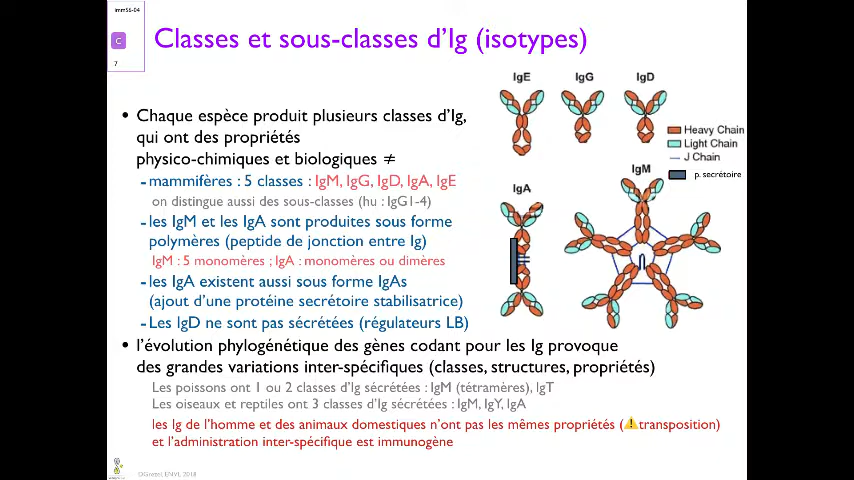 Imm56-04
C
7
Classes et sous-classes d’Ig (isotypes)
• Chaque espèce produit plusieurs classes d’Ig,
qui ont des propriétés
physico-chimiques et biologiques ≠
- mammifères : 5 classes : IgM, IgG, IgD, IgA, IgE
on distingue aussi des sous-classes (hu : IgG1-4)
- les IgM et les IgA sont produites sous forme
polymères (peptide de jonction entre Ig)
IgM : 5 monomères ; IgA : monomères ou dimères
- les IgA existent aussi sous forme IgAs
(ajout d’une protéine secrétoire stabilisatrice)
- Les IgD ne sont pas sécrétées (régulateurs LB)
• l’évolution phylogénétique des gènes codant pour les Ig provoque
des grandes variations inter-spécifiques (classes, structures, propriétés)
Les poissons ont 1 ou 2 classes d’Ig sécrétées : IgM (tétramères), IgT
Les oiseaux et reptiles ont 3 classes d’Ig sécrétées : IgM, IgY, IgA
les Ig de l’homme et des animaux domestiques n’ont pas les mêmes propriétés (⚠transposition)
et l’administration inter-spécifique est immunogène
IgE
IgG
IgD
Heavy Chain
Light Chain
J Chain
p. secrétoire
IgA
IgM
ENVL 2018